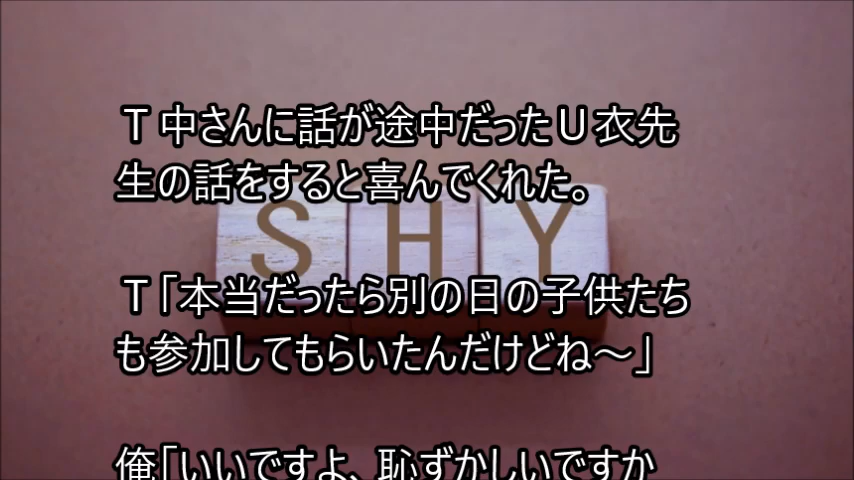 Ｔ中さんに話が途中だったＵ衣先
生の話をすると喜んでくれた。
SHY
Ｔ「本当だったら別の日の子供たち
も参加してもらいたんだけどね～」
俺「いいですよ、恥ずかしいですか